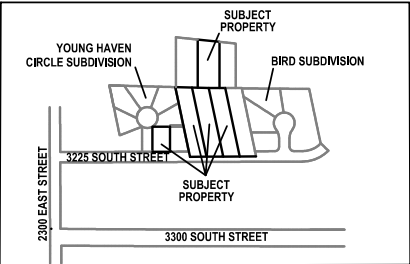 SUBJECT
PROPERTY
YOUNG HAVEN
CIRCLE SUBDIVISION
BIRD SUBDIVISION
3225 SOUTH STREET
SUBJECT
PROPERTY
2300 EAST STREET
3300 SOUTH STREET